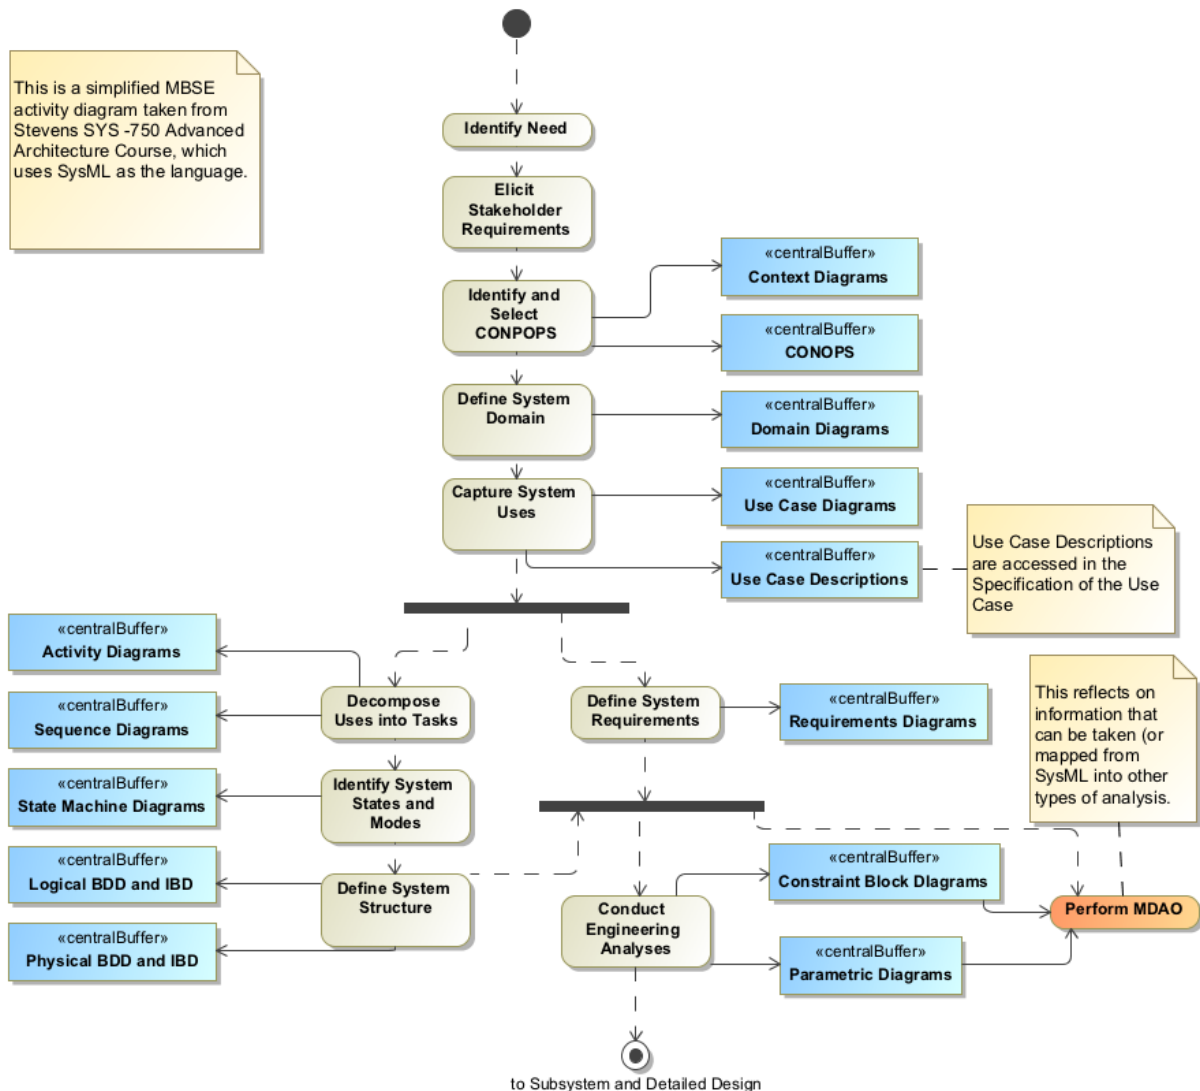 This is a simplified MBSE
activity diagram taken from
Stevens SYS -750 Advanced
Architecture Course, which
uses SysML as the language.
Identify Need
Elicit
Stakeholder
Requirements
Identify and
Select
CONPOPS
«centralBuffer»
Context Diagrams
«centralBuffer»
CONOPS
Define System
Domain
«centralBuffer»
Domain Diagrams
Capture System
Uses
«centralBuffer»
Use Case Diagrams
«centralBuffer»
Use Case Descriptions
Use Case Descriptions
are accessed in the
Specification of the Use
Case
«centralBuffer»
Activity Diagrams
Decompose
Uses into Tasks
«centralBuffer»
Sequence Diagrams
Define System
Requirements
«centralBuffer»
Requirements Diagrams
This reflects on
information that
can be taken (or
mapped from
SysML into other
types of analysis.
«centralBuffer»
State Machine Diagrams
Identify System
States and
Modes
«centralBuffer»
Logical BDD and IBD
Define System
Structure
«centralBuffer»
Physical BDD and IBD
Conduct
Engineering
Analyses
«centralBuffer»
Constraint Block DIagrams
«centralBuffer»
Parametric Diagrams
Perform MDAO
to Subsystem and Detailed Design